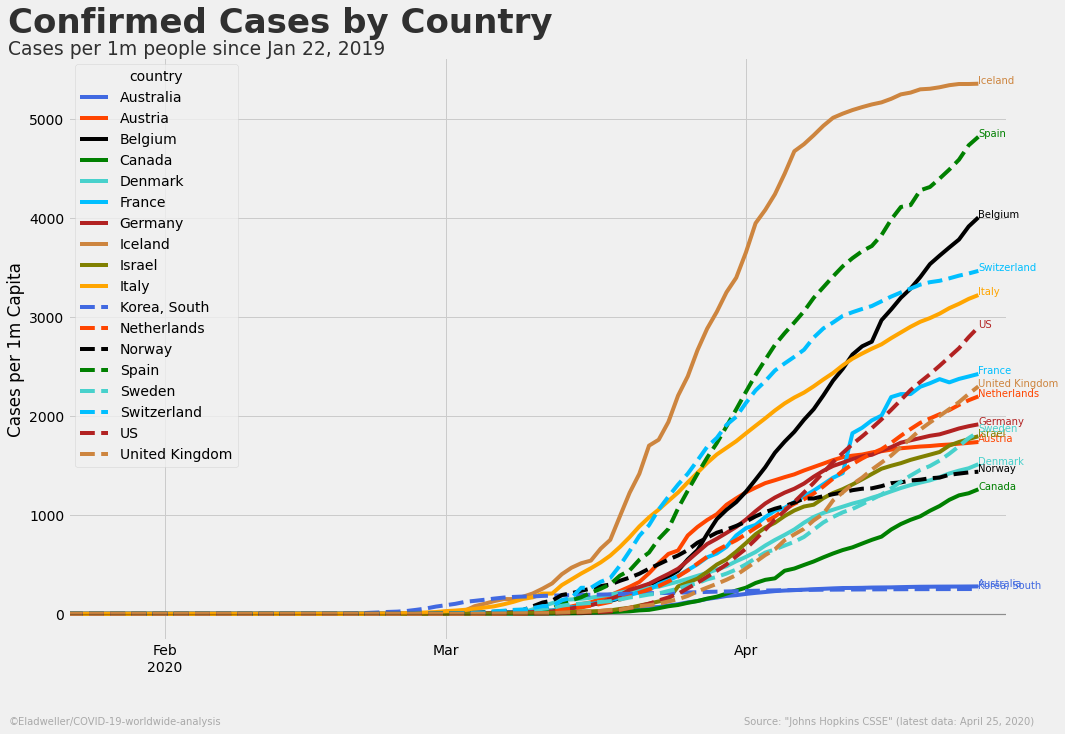 Confirmed Cases by Country
Cases per 1m people since Jan 22, 2019
country
Australia
Austria
Belgium
Canada
Denmark
France
Germany
Iceland
Israel
Italy
Korea, South
Netherlands
Norway
Spain
Sweden
Switzerland
US
United Kingdom
Cases per 1m Capita
5000
4000
3000
2000
1000
0
Iceland
Spain
Belgium
Switzerland
Italy
US
France
United Kingdom
Netherlands
Germany
Sweden
Israel
Austria
Denmark
Norway
Canada
Australia
Korea, South
Feb
2020
Mar
Apr
©Eladweller/COVID-19-worldwide-analysis
Source: "Johns Hopkins CSSE" (latest data: April 25, 2020)